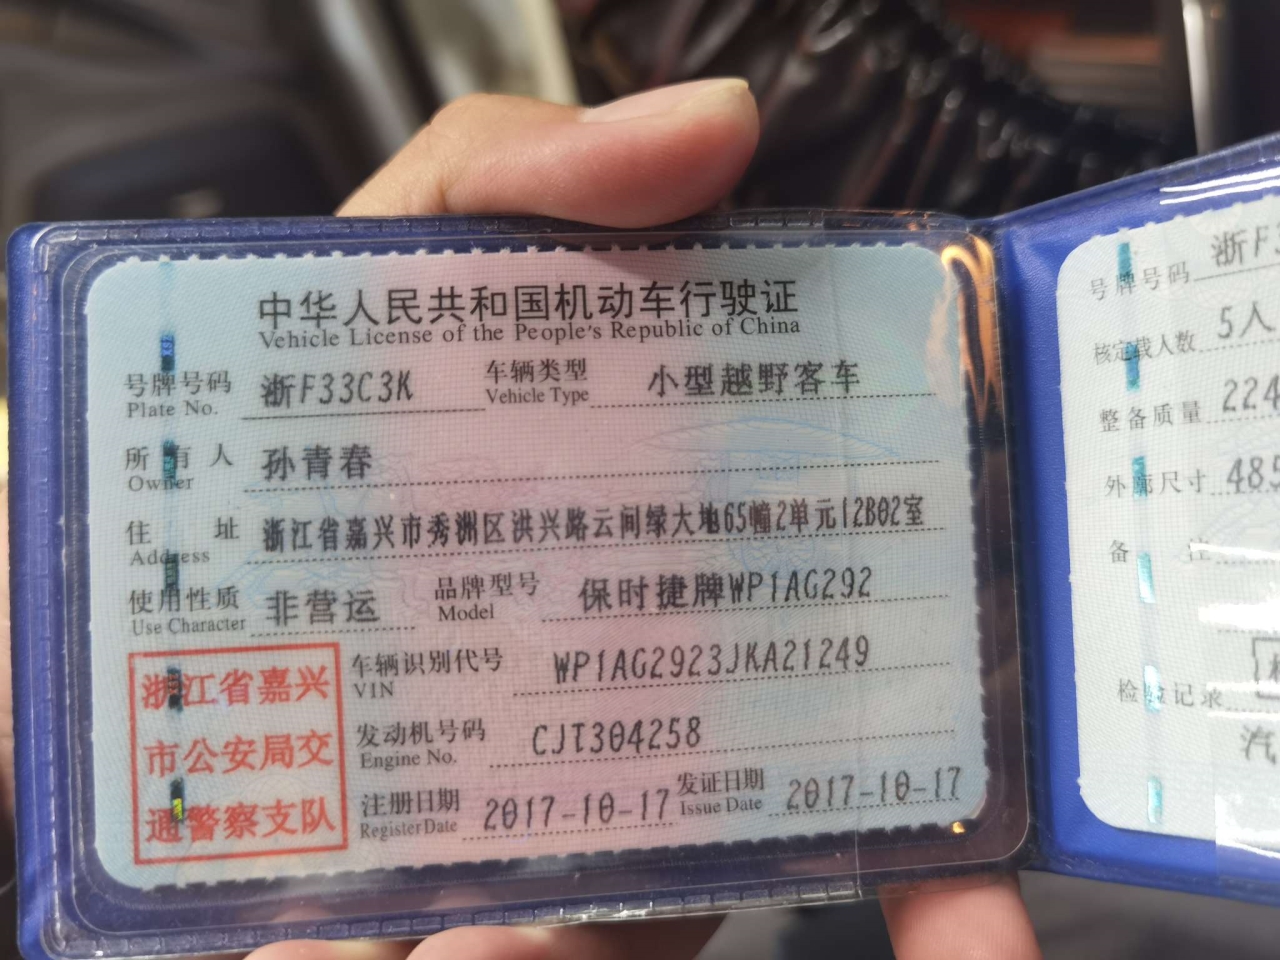 中华人民共和国机动车行驶证
Vehicle License of the People's Republic of China
号牌号码 浙F33C3K 车辆类型 小型越野客车
Plate No. Vehicle Type
所有人 孙青春
Owner
住址 浙江省嘉兴市秀洲区洪兴路云间绿大地65幢2单元12B02室
Address
使用性质 非营运 品牌型号 保时捷牌WP1AG292
Use Character Model
车辆识别代号 WP1AG2923JKA21249
VIN
发动机号码 CJT304258
Engine No.
注册日期 2017-10-17 发证日期 2017-10-17
Register Date Issue Date
浙江省嘉兴
市公安局交
通警察支队
号牌号码 浙F3
核定载人数 5人
整备质量 224
外廓尺寸 485
备注
检验记录
汽